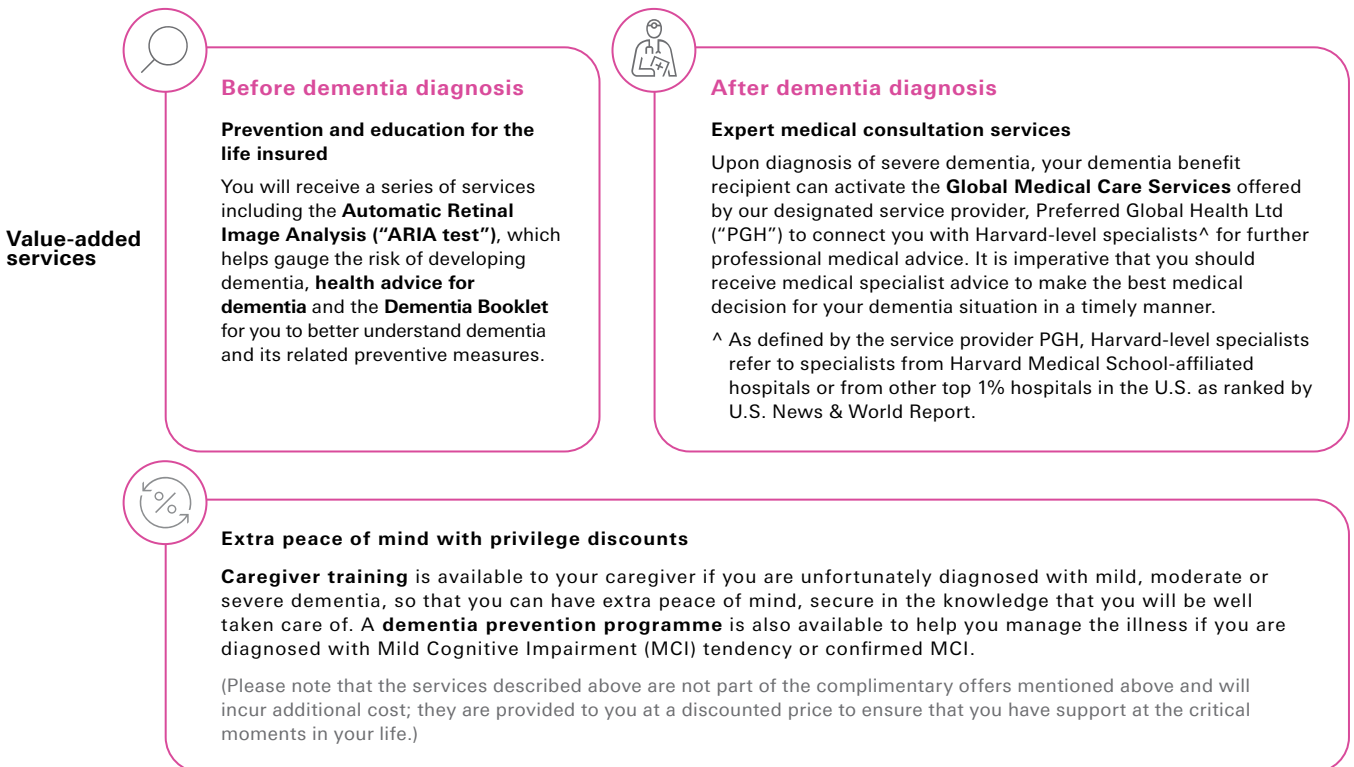 Value-added
services
Before dementia diagnosis
Prevention and education for the
life insured
You will receive a series of services
including the Automatic Retinal
Image Analysis (“ARIA test”), which
helps gauge the risk of developing
dementia, health advice for
dementia and the Dementia Booklet
for you to better understand dementia
and its related preventive measures.
After dementia diagnosis
Expert medical consultation services
Upon diagnosis of severe dementia, your dementia benefit
recipient can activate the Global Medical Care Services offered
by our designated service provider, Preferred Global Health Ltd
(“PGH”) to connect you with Harvard-level specialists^ for further
professional medical advice. It is imperative that you should
receive medical specialist advice to make the best medical
decision for your dementia situation in a timely manner.
^ As defined by the service provider PGH, Harvard-level specialists
refer to specialists from Harvard Medical School-affiliated
hospitals or from other top 1% hospitals in the U.S. as ranked by
U.S. News & World Report.
%
Extra peace of mind with privilege discounts
Caregiver training is available to your caregiver if you are unfortunately diagnosed with mild, moderate or
severe dementia, so that you can have extra peace of mind, secure in the knowledge that you will be well
taken care of. A dementia prevention programme is also available to help you manage the illness if you are
diagnosed with Mild Cognitive Impairment (MCI) tendency or confirmed MCI.
(Please note that the services described above are not part of the complimentary offers mentioned above and will
incur additional cost; they are provided to you at a discounted price to ensure that you have support at the critical
moments in your life.)